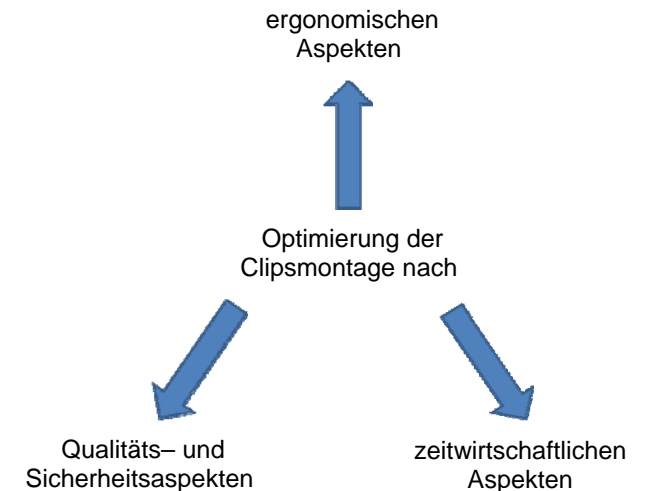 ergonomischen
Aspekten
Optimierung der
Clipsmontage nach
Qualitäts– und
Sicherheitsaspekten
zeitwirtschaftlichen
Aspekten